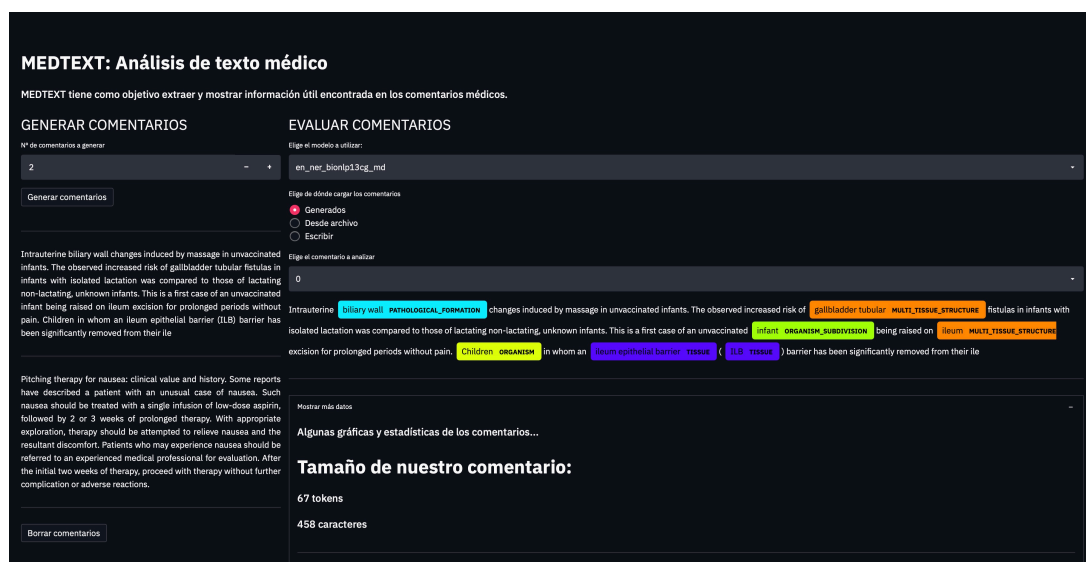 MEDTEXT: Análisis de texto médico
MEDTEXT tiene como objetivo extraer y mostrar información útil encontrada en los comentarios médicos.
GENERAR COMENTARIOS
N° de comentarios a generar
2
- +
Generar comentarios
Intrauterine biliary wall changes induced by massage in unvaccinated
infants. The observed increased risk of gallbladder tubular fistulas in
infants with isolated lactation was compared to those of lactating
non-lactating, unknown infants. This is a first case of an unvaccinated
infant being raised on ileum excision for prolonged periods without
pain. Children in whom an ileum epithelial barrier (ILB) barrier has
been significantly removed from their ile
Pitching therapy for nausea: clinical value and history. Some reports
have described a patient with an unusual case of nausea. Such
nausea should be treated with a single infusion of low-dose aspirin,
followed by 2 or 3 weeks of prolonged therapy. With appropriate
exploration, therapy should be attempted to relieve nausea and the
resultant discomfort. Patients who may experience nausea should be
referred to an experienced medical professional for evaluation. After
the initial two weeks of therapy, proceed with therapy without further
complication or adverse reactions.
Borrar comentarios
EVALUAR COMENTARIOS
Elige el modelo a utilizar:
en_ner_bionlp13cg_md
Elige de dónde cargar los comentarios
Generados
Desde archivo
Escribir
Elige el comentario a analizar
0
Intrauterine biliary wall PATHOLOGICAL_FORMATION changes induced by massage in unvaccinated infants. The observed increased risk of gallbladder tubular MULTI_TISSUE_STRUCTURE fistulas in infants with
isolated lactation was compared to those of lactating non-lactating, unknown infants. This is a first case of an unvaccinated infant ORGANISM_SUBDIVISION being raised on ileum MULTI_TISSUE_STRUCTURE
excision for prolonged periods without pain. Children ORGANISM in whom an ileum epithelial barrier TISSUE ( ILB TISSUE ) barrier has been significantly removed from their ile
Mostrar más datos
-
Algunas gráficas y estadísticas de los comentarios...
Tamaño de nuestro comentario:
67 tokens
458 caracteres